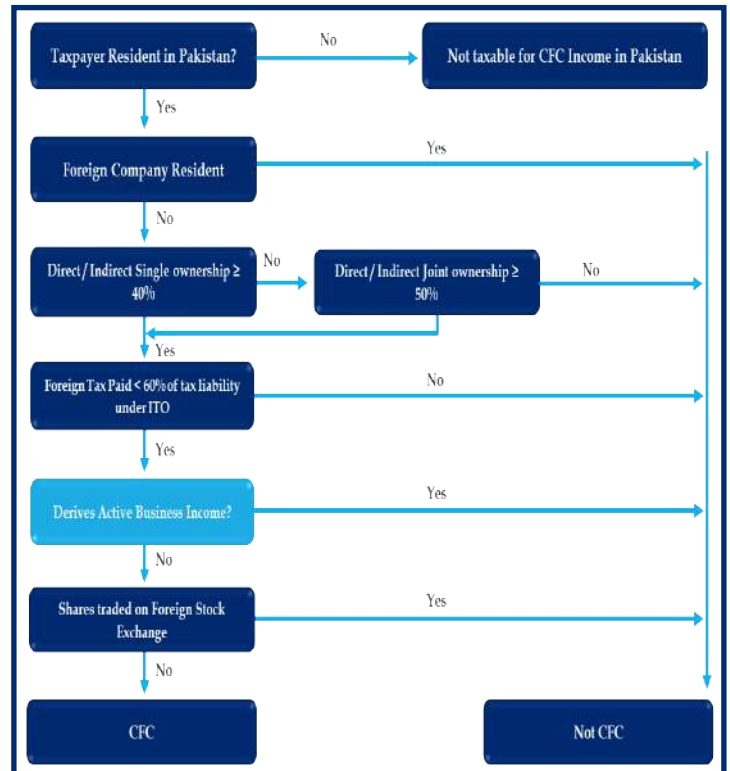 Taxpayer Resident in Pakistan?
No
Not taxable for CFC Income in Pakistan
Yes
Foreign Company Resident
Yes
No
Direct / Indirect Single ownership ≥
40%
No
Direct / Indirect Joint ownership ≥
50%
No
Yes
Foreign Tax Paid < 60% of tax liability
under ITO
No
Yes
Derives Active Business Income?
Yes
No
Shares traded on Foreign Stock
Exchange
Yes
No
CFC
Not CFC